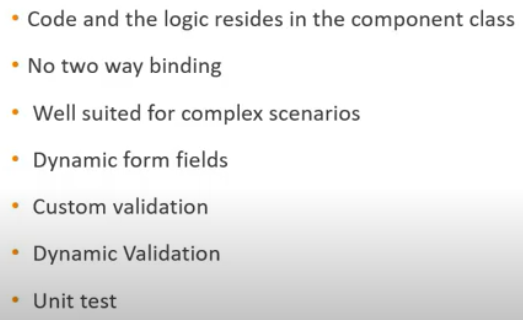 • Code and the logic resides in the component class
• No two way binding
• Well suited for complex scenarios
• Dynamic form fields
• Custom validation
• Dynamic Validation
• Unit test